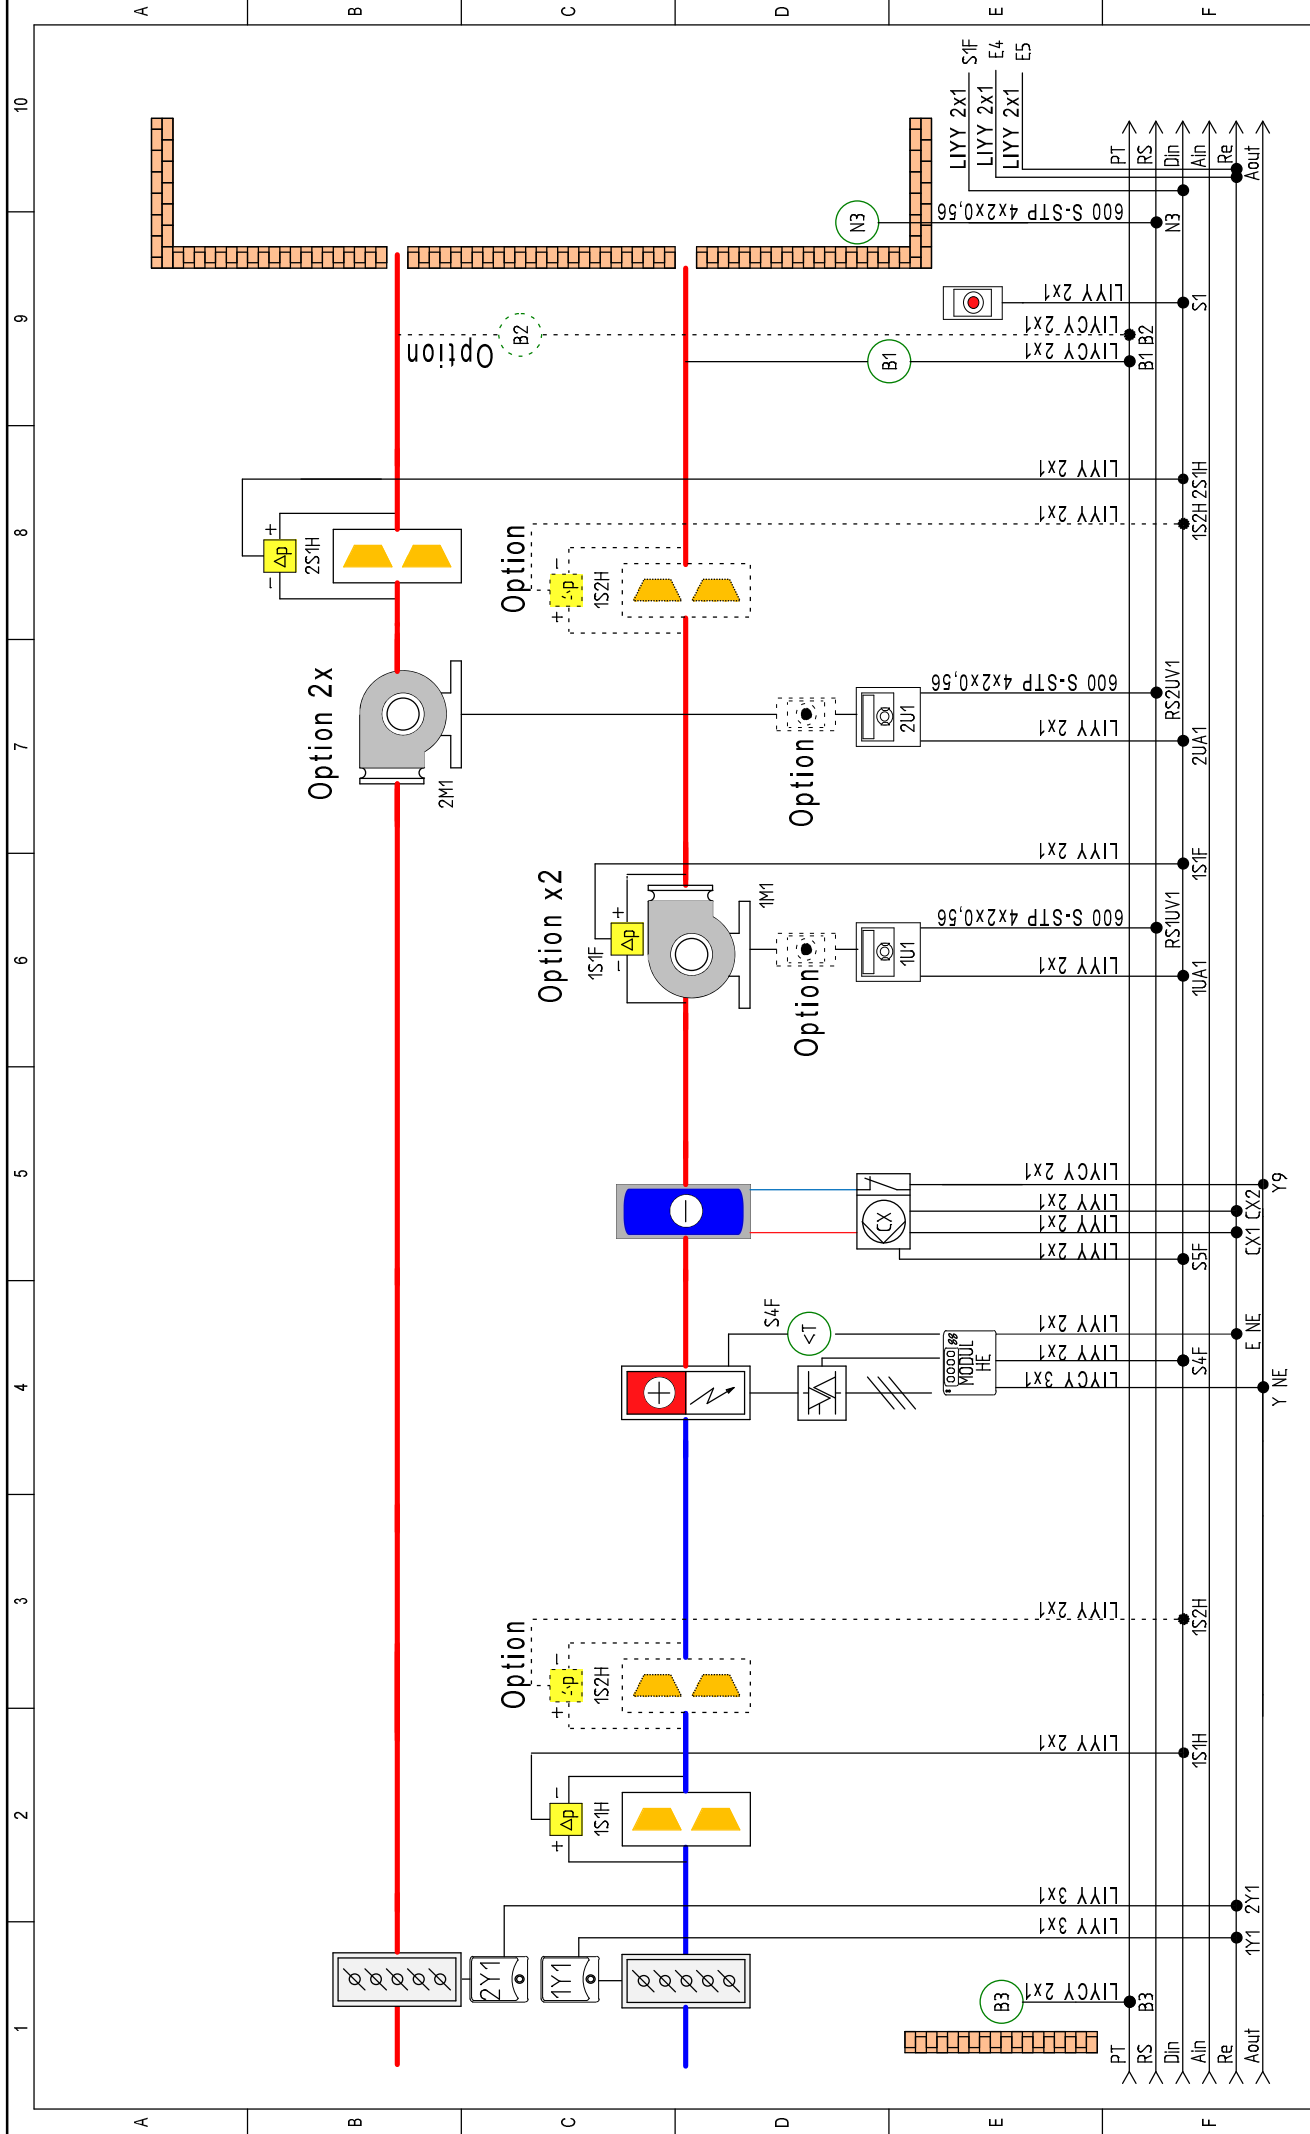 A
B
C
D
E
F
10
9
8
7
6
5
4
3
2
1
S1F
E4
E5
LIYY 2x1
LIYY 2x1
LIYY 2x1
PT
RS
Din
Ain
Re
Aout
N3
600 S-STP 4x2x0,56
N3
LIYY 2x1
S1
Option
B2
LIYCY 2x1
B2
B1
LIYCY 2x1
B1
Δp
+
-
2S1H
LIYY 2x1
2S1H
Option
Δp
+
-
1S2H
LIYY 2x1
1S2H
Option 2x
2M1
Option
2U1
600 S-STP 4x2x0,56
RS2UV1
LIYY 2x1
2UA1
Option x2
Δp
+
-
1S1F
1M1
LIYY 2x1
1S1F
Option
1U1
600 S-STP 4x2x0,56
RS1UV1
LIYY 2x1
1UA1
CX
LIYCY 2x1
Y9
LIYY 2x1
CX2
LIYY 2x1
CX1
LIYY 2x1
S5F
S4F
<T
MODUL
HE
0000
88
LIYY 2x1
E NE
LIYY 2x1
S4F
LIYCY 3x1
Y NE
Option
Δp
+
-
1S2H
LIYY 2x1
1S2H
Δp
+
-
1S1H
LIYY 2x1
1S1H
2Y1
LIYY 3x1
2Y1
1Y1
LIYY 3x1
1Y1
B3
LIYCY 2x1
B3
PT
RS
Din
Ain
Re
Aout
A
B
C
D
E
F